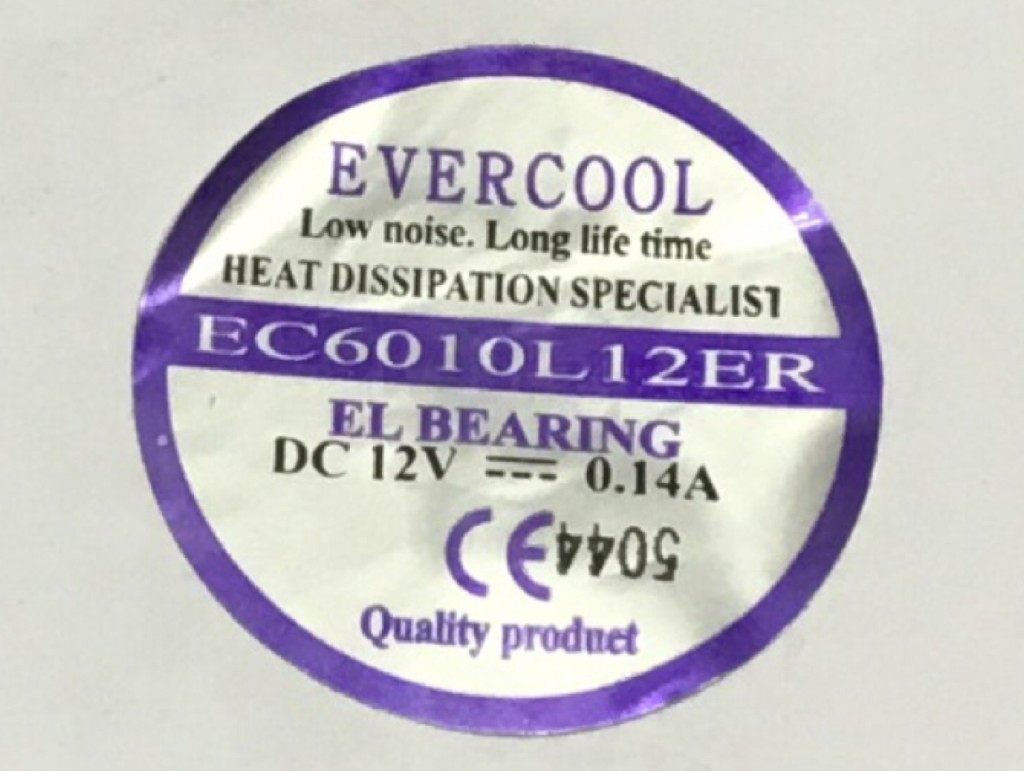 EVERCOOL
Low noise. Long life time
HEAT DISSIPATION SPECIALIST
EC6010L12ER
EL BEARING
DC 12V ⎓ 0.14A
CE 5044
Quality product